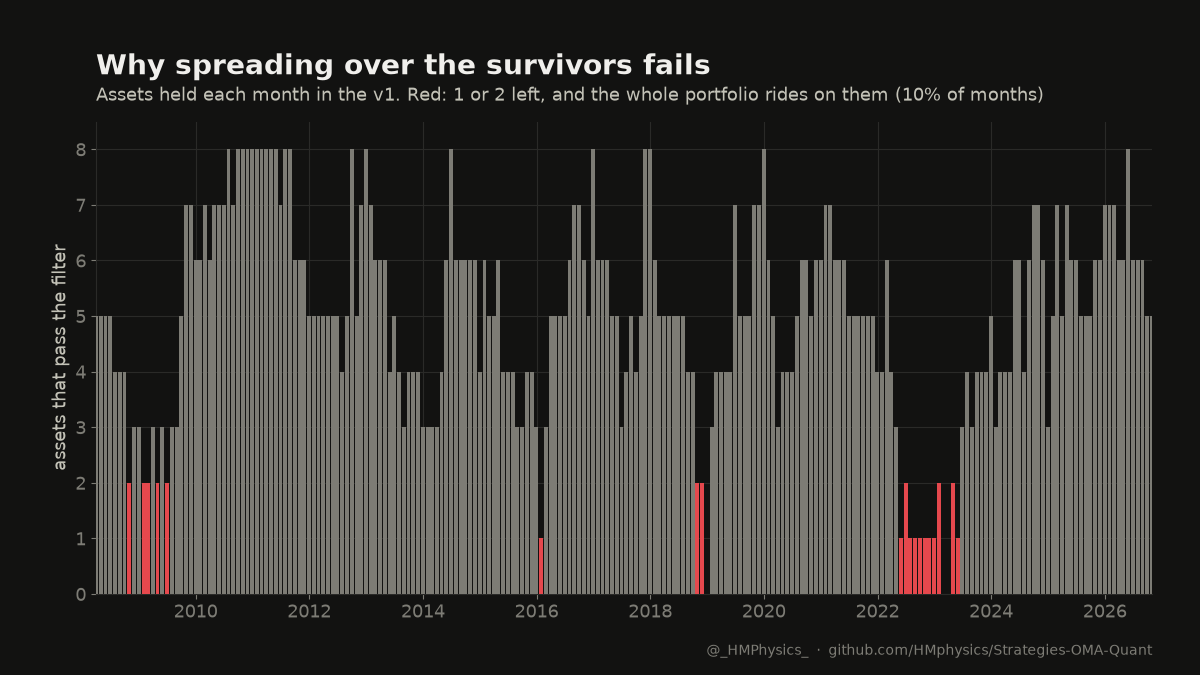 Why spreading over the survivors fails
Assets held each month in the v1. Red: 1 or 2 left, and the whole portfolio rides on them (10% of months)
assets that pass the filter
8
7
6
5
4
3
2
1
0
2010 2012 2014 2016 2018 2020 2022 2024 2026
@_HMPhysics_ · github.com/HMphysics/Strategies-OMA-Quant